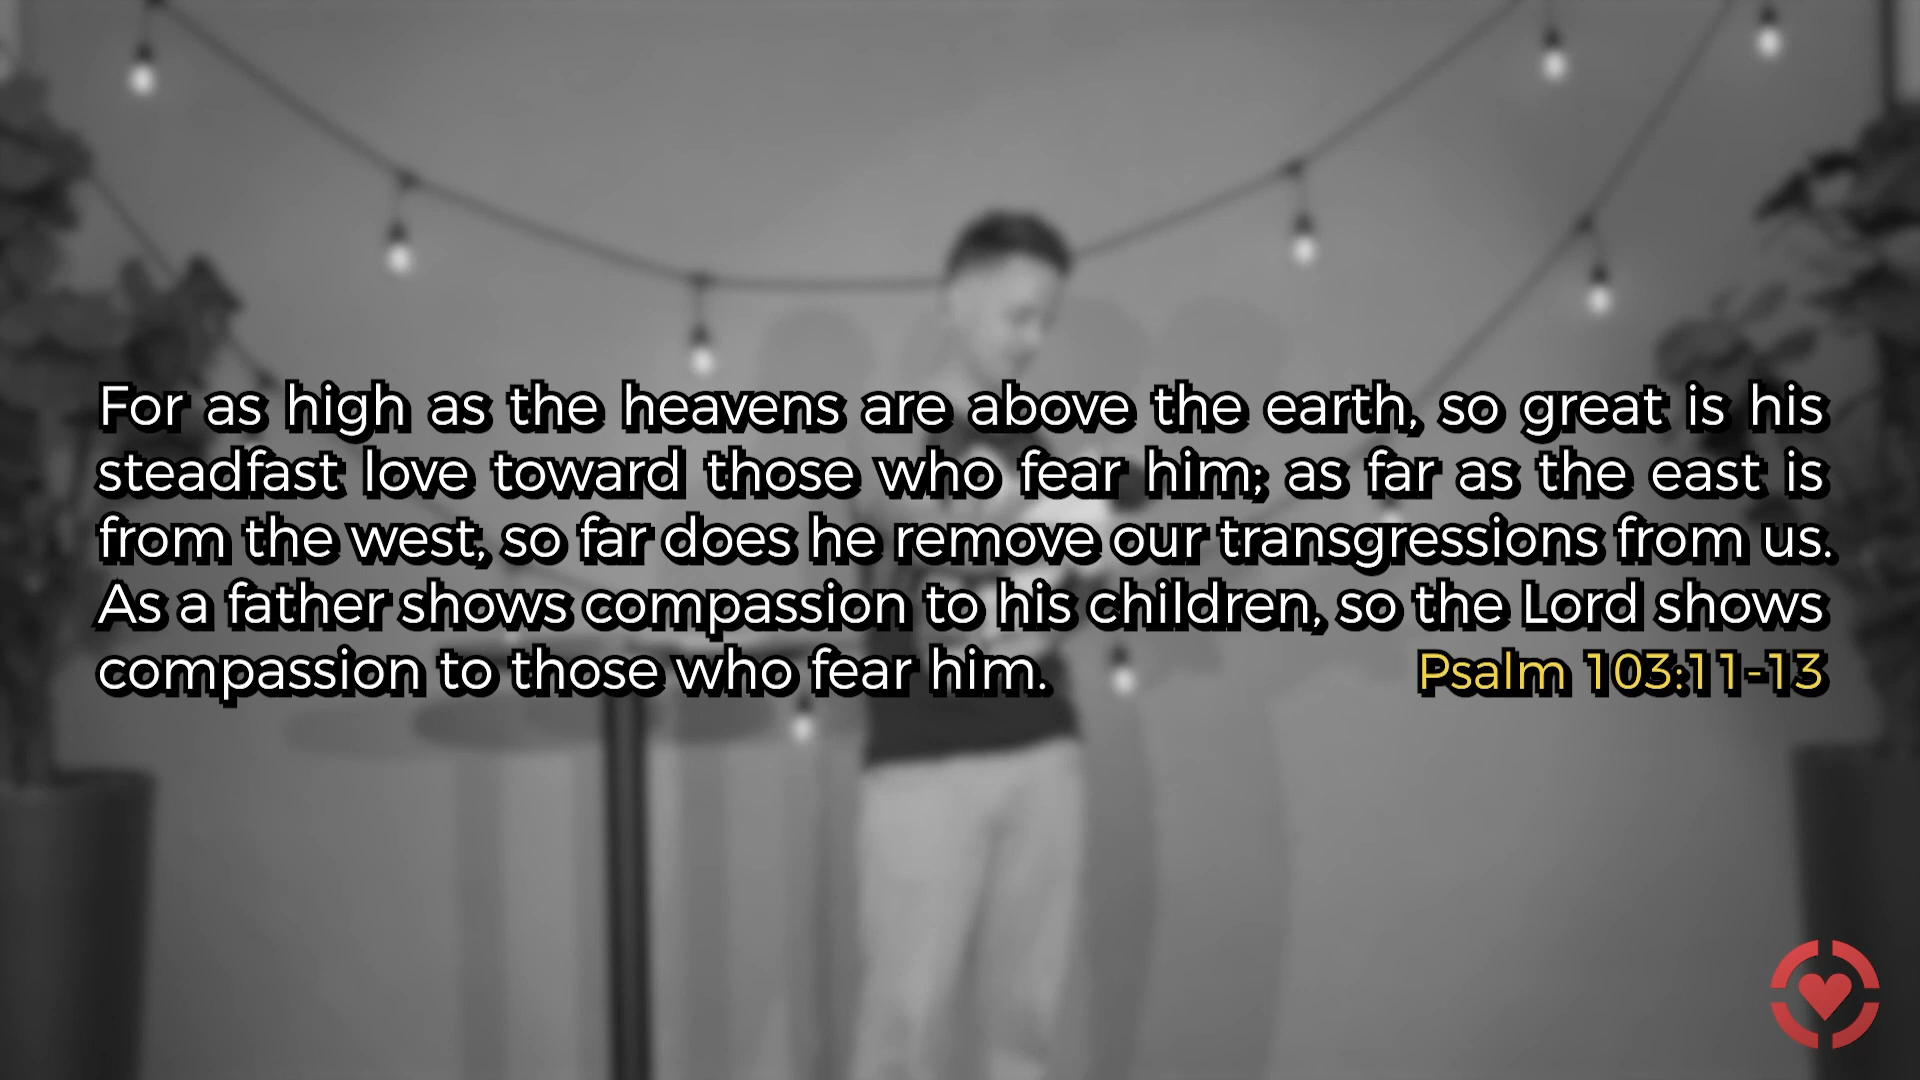 For as high as the heavens are above the earth, so great is his
steadfast love toward those who fear him; as far as the east is
from the west, so far does he remove our transgressions from us.
As a father shows compassion to his children, so the Lord shows
compassion to those who fear him. Psalm 103:11-13